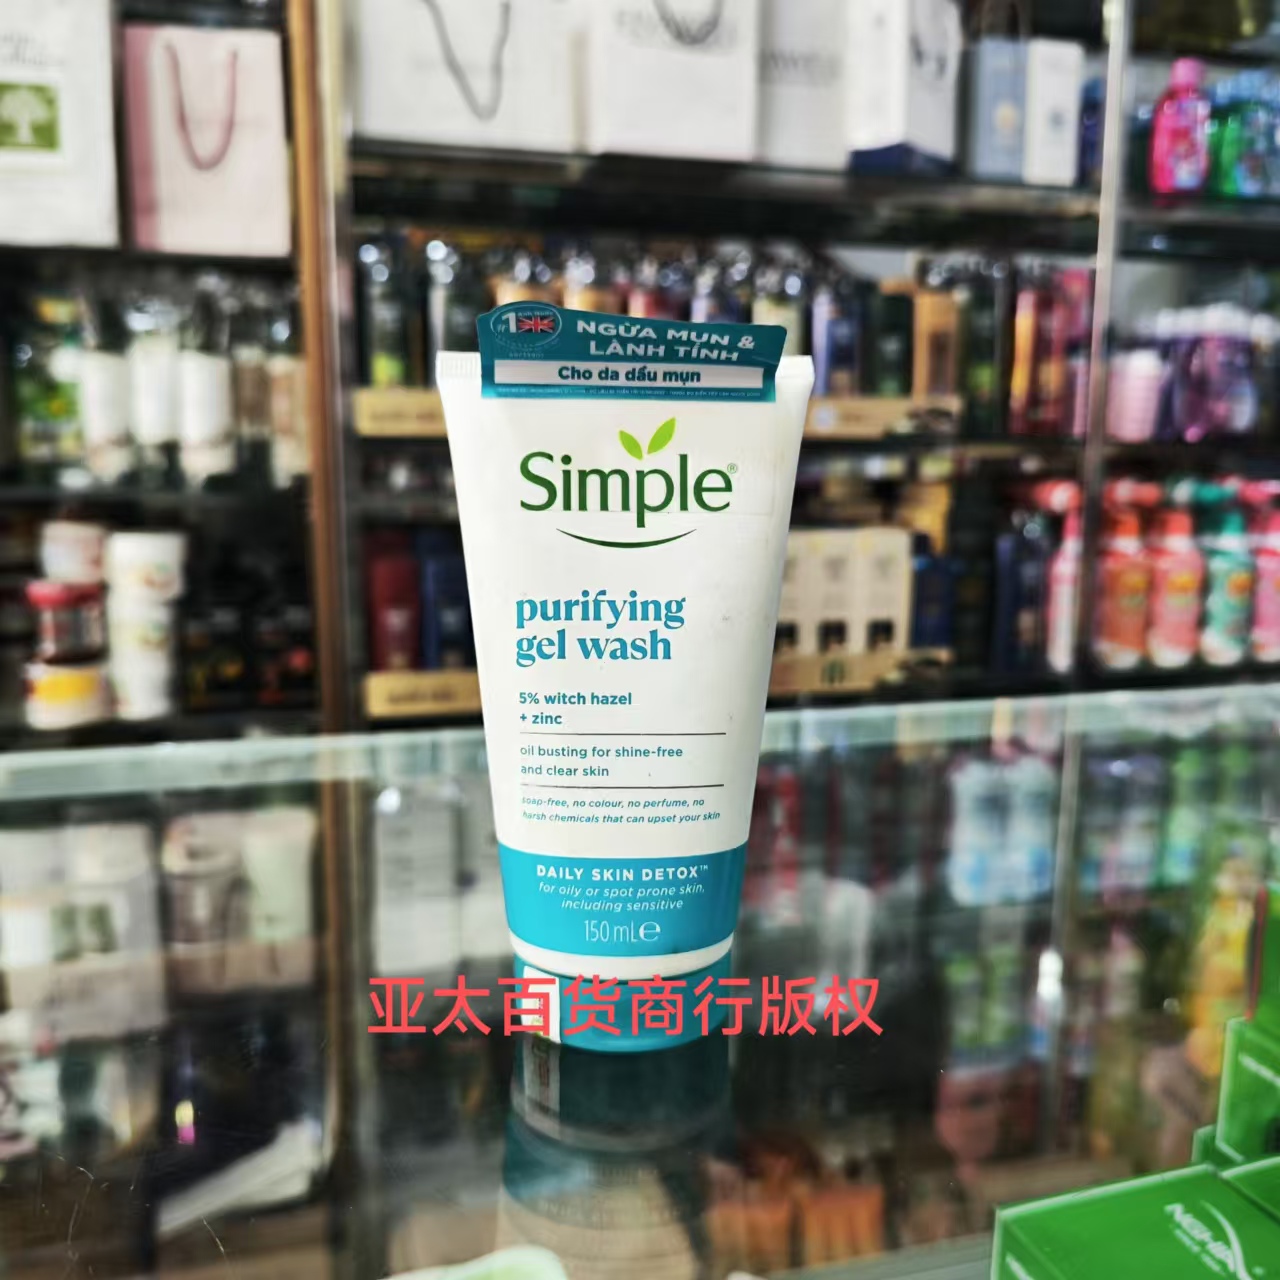 #1
NGỪA MỤN &
LÀNH TÍNH
Cho da dầu mụn
Simple®
purifying
gel wash
5% witch hazel
+ zinc
oil busting for shine-free
and clear skin
soap-free, no colour, no perfume, no
harsh chemicals that can upset your skin
DAILY SKIN DETOX™
for oily or spot prone skin,
including sensitive
150 mL℮
亚太百货商行版权